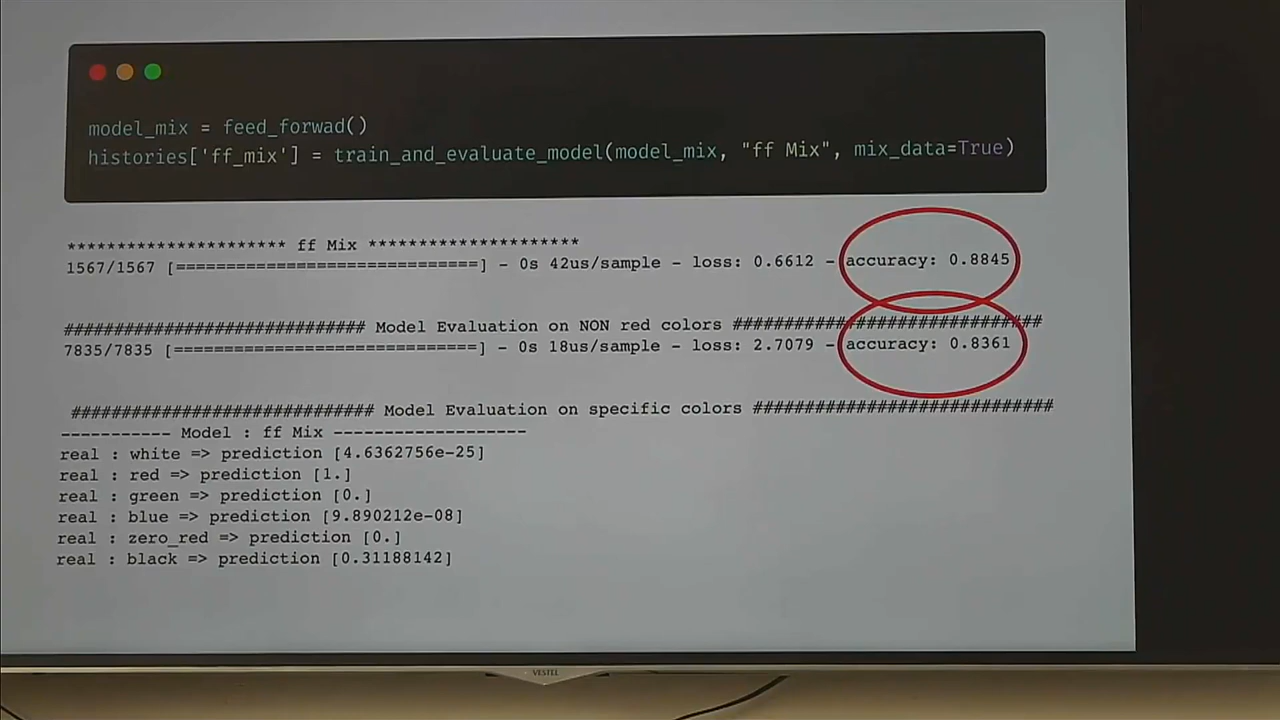 model_mix = feed_forwad()
histories['ff_mix'] = train_and_evaluate_model(model_mix, "ff Mix", mix_data=True)
********************** ff Mix *********************
1567/1567 [==============================] - 0s 42us/sample - loss: 0.6612 - accuracy: 0.8845
############################## Model Evaluation on NON red colors ##############################
7835/7835 [==============================] - 0s 18us/sample - loss: 2.7079 - accuracy: 0.8361
############################## Model Evaluation on specific colors ##############################
----------- Model : ff Mix -------------------
real : white => prediction [4.6362756e-25]
real : red => prediction [1.]
real : green => prediction [0.]
real : blue => prediction [9.890212e-08]
real : zero_red => prediction [0.]
real : black => prediction [0.31188142]
VESTEL